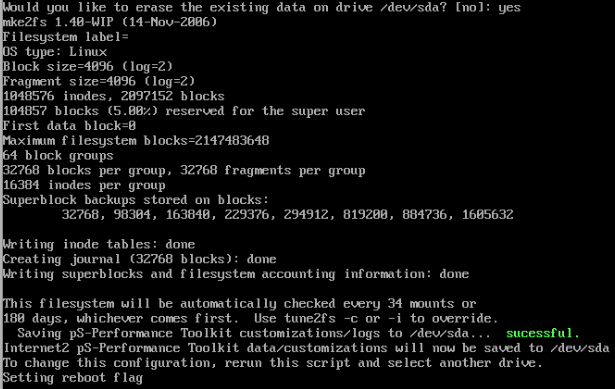 Would you like to erase the existing data on drive /dev/sda? [no]: yes
mke2fs 1.40-WIP (14-Nov-2006)
Filesystem label=
OS type: Linux
Block size=4096 (log=2)
Fragment size=4096 (log=2)
1048576 inodes, 2097152 blocks
104857 blocks (5.00%) reserved for the super user
First data block=0
Maximum filesystem blocks=2147483648
64 block groups
32768 blocks per group, 32768 fragments per group
16384 inodes per group
Superblock backups stored on blocks:
32768, 98304, 163840, 229376, 294912, 819200, 884736, 1605632
Writing inode tables: done
Creating journal (32768 blocks): done
Writing superblocks and filesystem accounting information: done
This filesystem will be automatically checked every 34 mounts or
180 days, whichever comes first.  Use tune2fs -c or -i to override.
Saving pS-Performance Toolkit customizations/logs to /dev/sda...  sucessful.
Internet2 pS-Performance Toolkit data/customizations will now be saved to /dev/sda
To change this configuration, rerun this script and select another drive.
Setting reboot flag